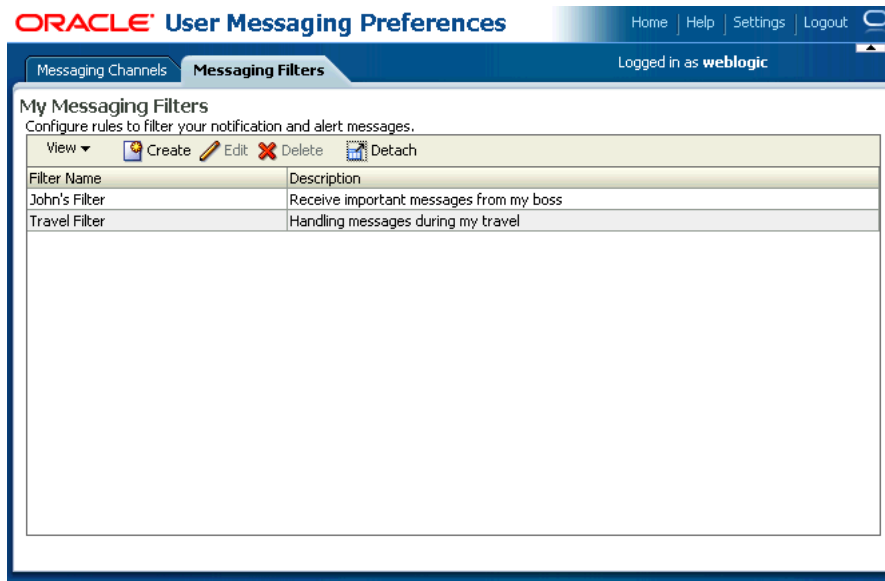 ORACLE User Messaging Preferences
Home | Help | Settings | Logout
Logged in as weblogic
Messaging Channels Messaging Filters
My Messaging Filters
Configure rules to filter your notification and alert messages.
View Create Edit Delete Detach
Filter Name Description
John's Filter Receive important messages from my boss
Travel Filter Handling messages during my travel